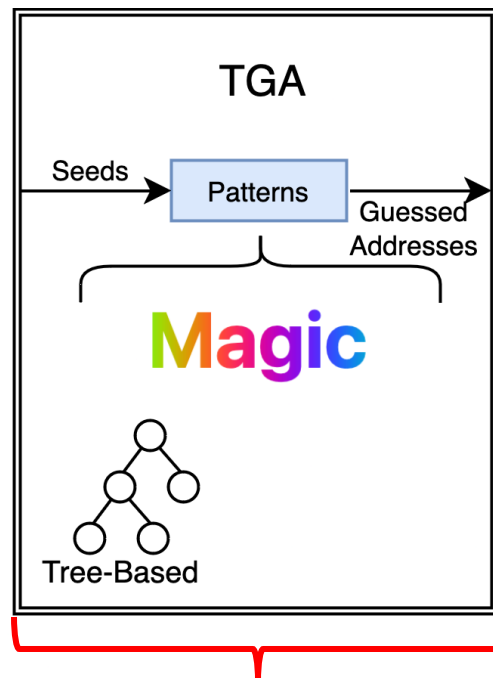 TGA
Seeds
Patterns
Guessed
Addresses
Magic
Tree-Based